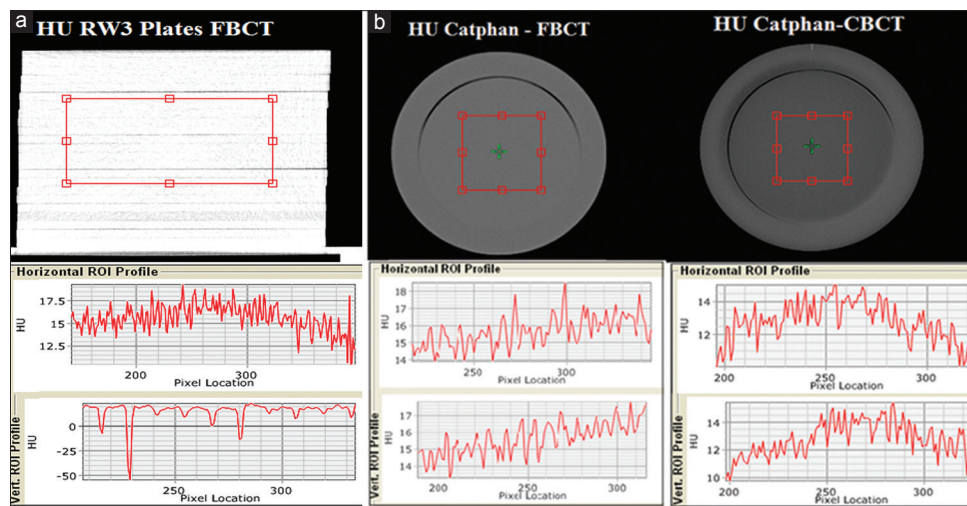 a
HU RW3 Plates FBCT
b
HU Catphan - FBCT
HU Catphan-CBCT
Horizontal ROI Profile
HU
17.5
15
12.5
200
300
Pixel Location
Vert. ROI Profile
HU
0
-25
-50
250
300
Pixel Location
Horizontal ROI Profile
HU
18
17
16
15
14
250
300
Pixel Location
Vert. ROI Profile
HU
17
16
15
14
200
250
300
Pixel Location
Horizontal ROI Profile
HU
14
12
200
250
300
Pixel Location
Vert. ROI Profile
HU
14
12
10
200
250
300
Pixel Location